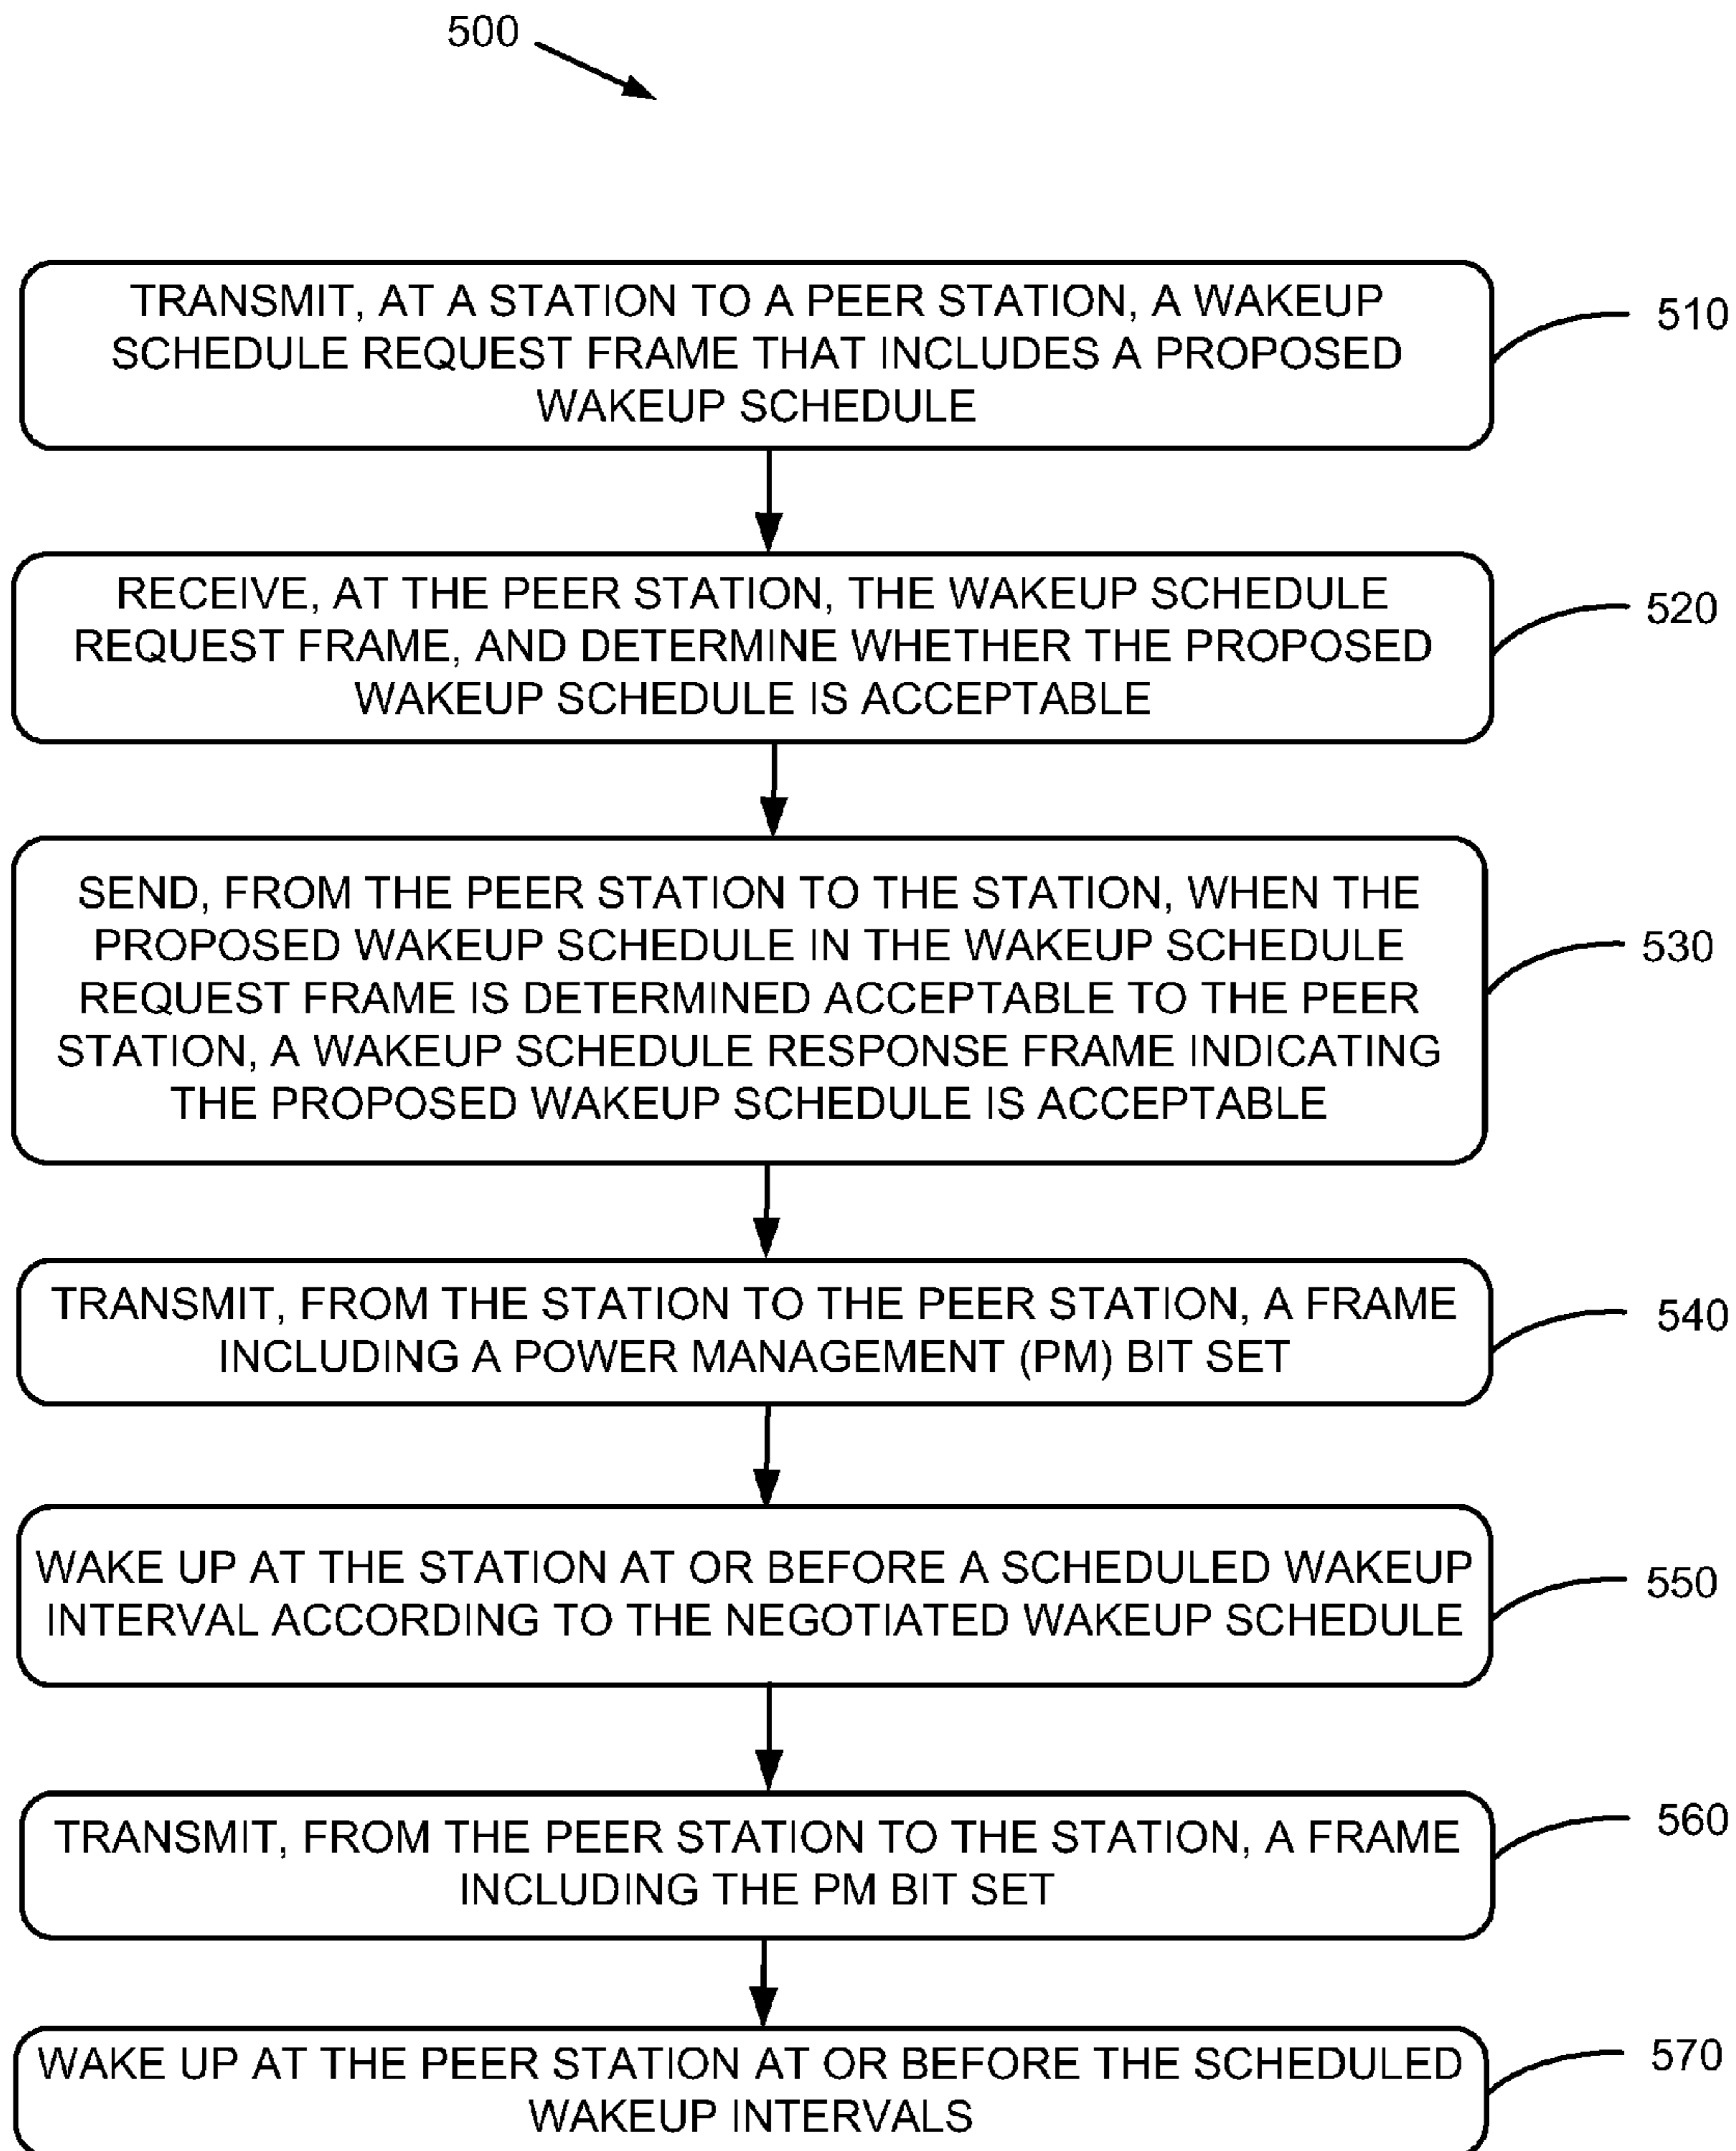 500
TRANSMIT, AT A STATION TO A PEER STATION, A WAKEUP
SCHEDULE REQUEST FRAME THAT INCLUDES A PROPOSED
WAKEUP SCHEDULE
510
RECEIVE, AT THE PEER STATION, THE WAKEUP SCHEDULE
REQUEST FRAME, AND DETERMINE WHETHER THE PROPOSED
WAKEUP SCHEDULE IS ACCEPTABLE
520
SEND, FROM THE PEER STATION TO THE STATION, WHEN THE
PROPOSED WAKEUP SCHEDULE IN THE WAKEUP SCHEDULE
REQUEST FRAME IS DETERMINED ACCEPTABLE TO THE PEER
STATION, A WAKEUP SCHEDULE RESPONSE FRAME INDICATING
THE PROPOSED WAKEUP SCHEDULE IS ACCEPTABLE
530
TRANSMIT, FROM THE STATION TO THE PEER STATION, A FRAME
INCLUDING A POWER MANAGEMENT (PM) BIT SET
540
WAKE UP AT THE STATION AT OR BEFORE A SCHEDULED WAKEUP
INTERVAL ACCORDING TO THE NEGOTIATED WAKEUP SCHEDULE
550
TRANSMIT, FROM THE PEER STATION TO THE STATION, A FRAME
INCLUDING THE PM BIT SET
560
WAKE UP AT THE PEER STATION AT OR BEFORE THE SCHEDULED
WAKEUP INTERVALS
570